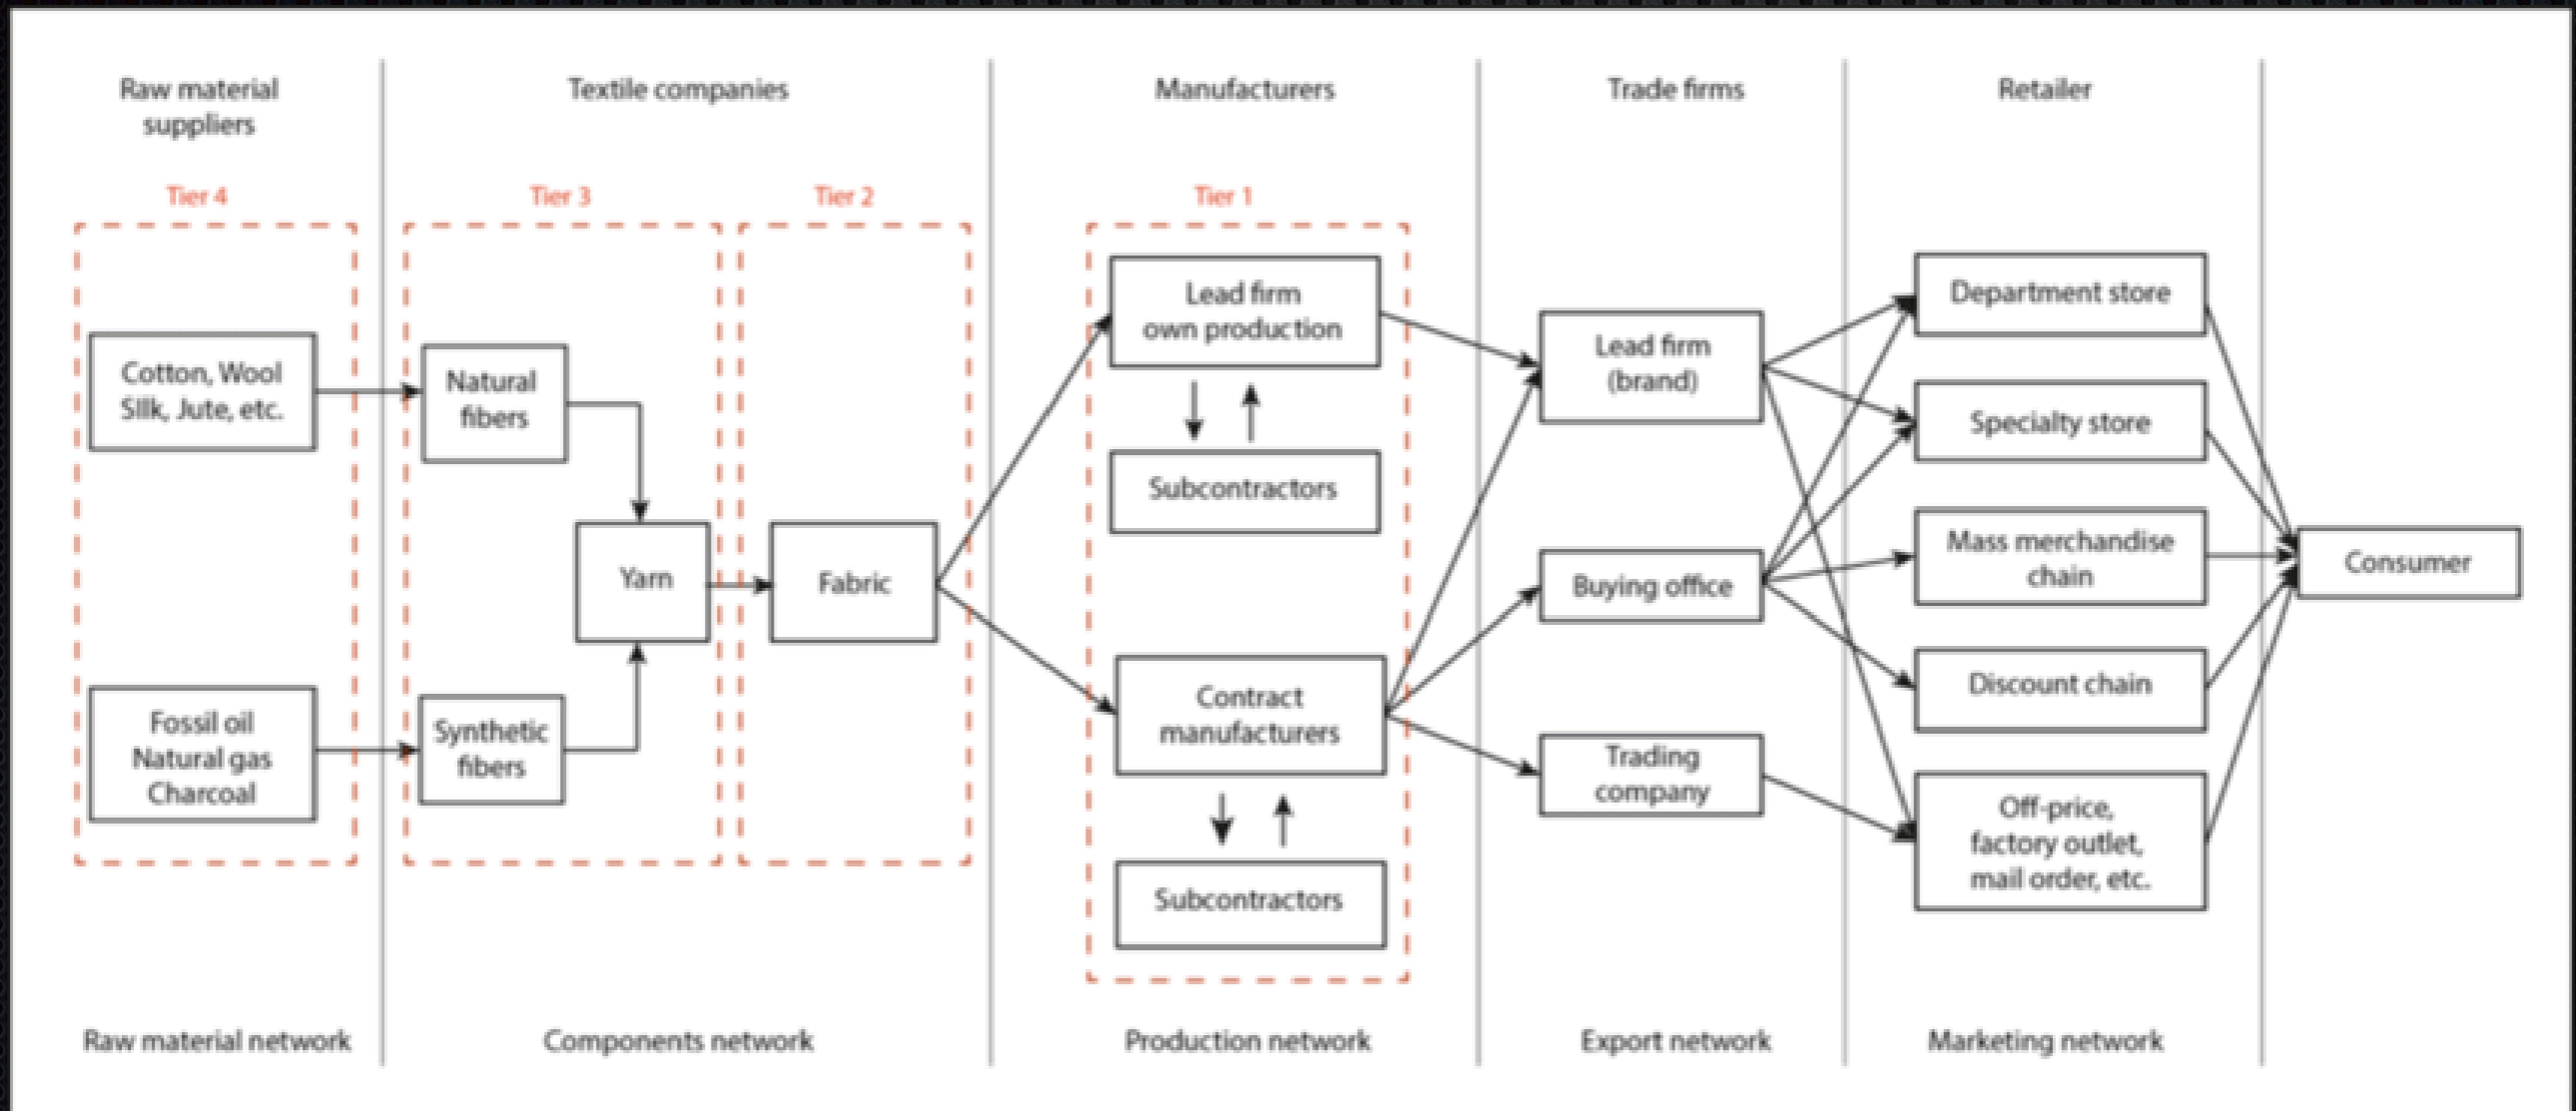 Raw material
suppliers
Textile companies
Manufacturers
Trade firms
Retailer
Tier 4
Tier 3
Tier 2
Tier 1
Cotton, Wool
SIlk, Jute, etc.
Fossil oil
Natural gas
Charcoal
Natural
fibers
Synthetic
fibers
Yarn
Fabric
Lead firm
own production
Subcontractors
Contract
manufacturers
Subcontractors
Lead firm
(brand)
Buying office
Trading
company
Department store
Specialty store
Mass merchandise
chain
Discount chain
Off-price,
factory outlet,
mail order, etc.
Consumer
Raw material network
Components network
Production network
Export network
Marketing network